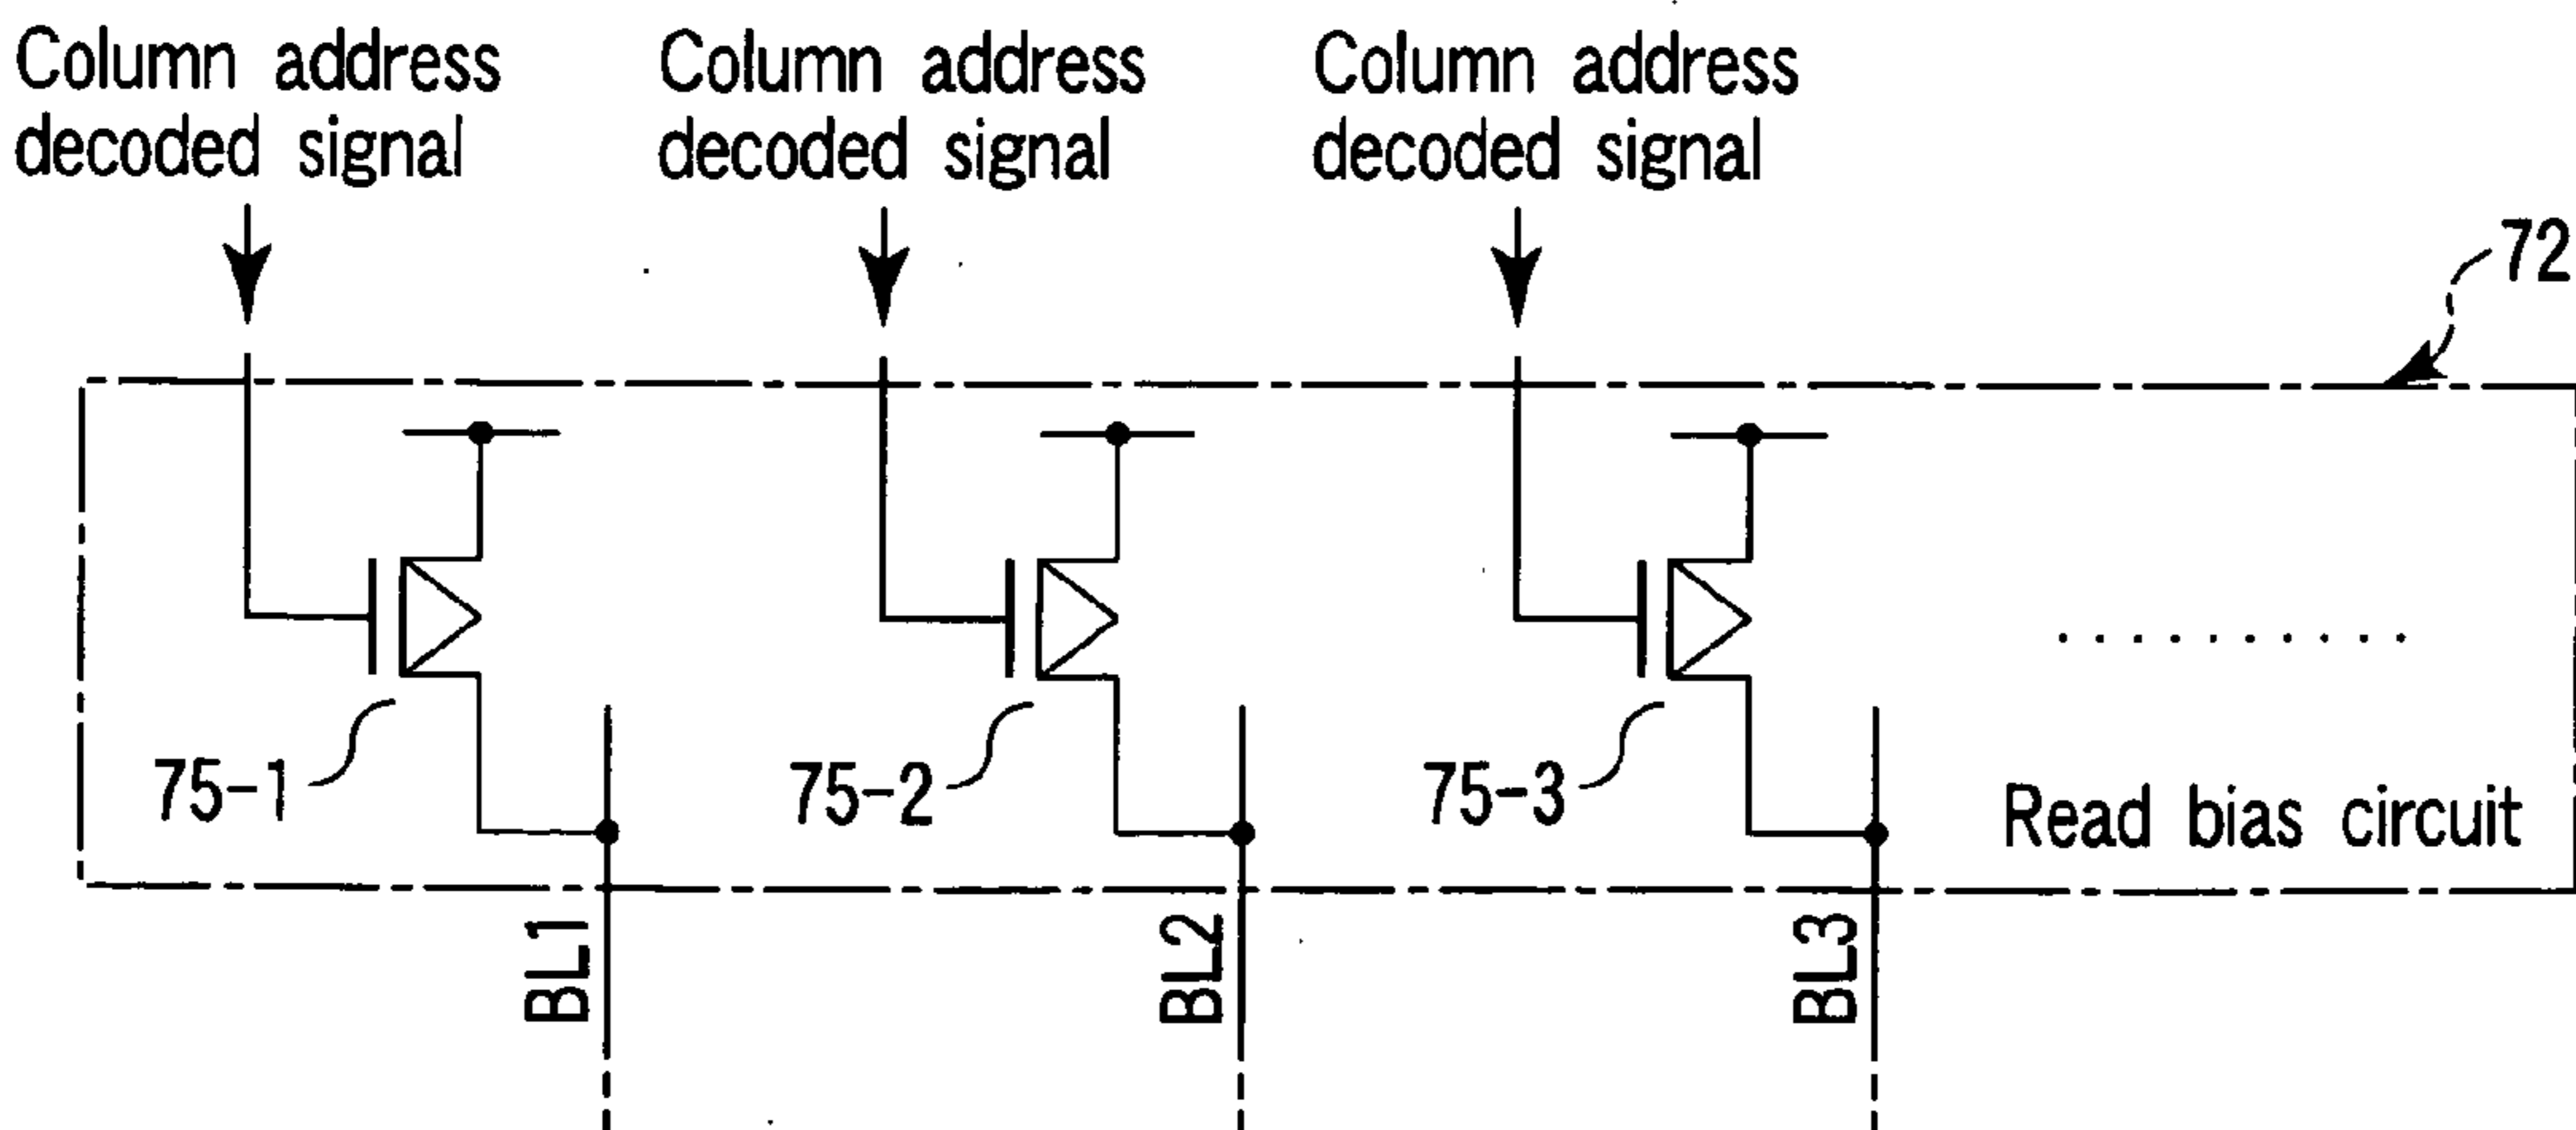 Column address
decoded signal
Column address
decoded signal
Column address
decoded signal
72
75-1
75-2
75-3
Read bias circuit
BL1
BL2
BL3